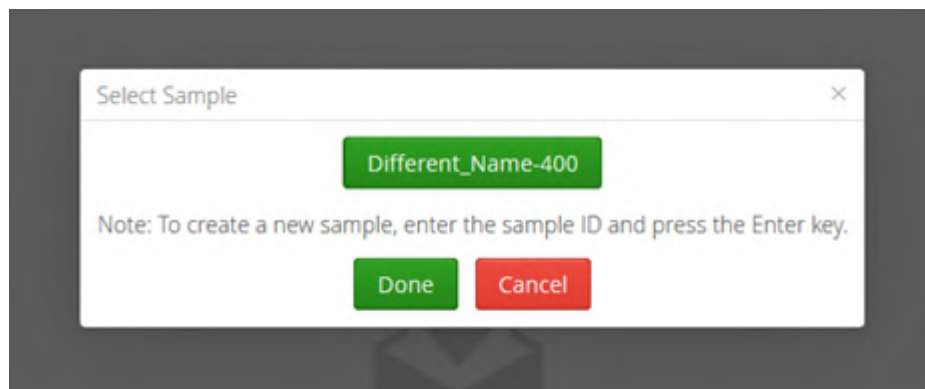 Select Sample ×
Different_Name-400
Note: To create a new sample, enter the sample ID and press the Enter key.
Done Cancel